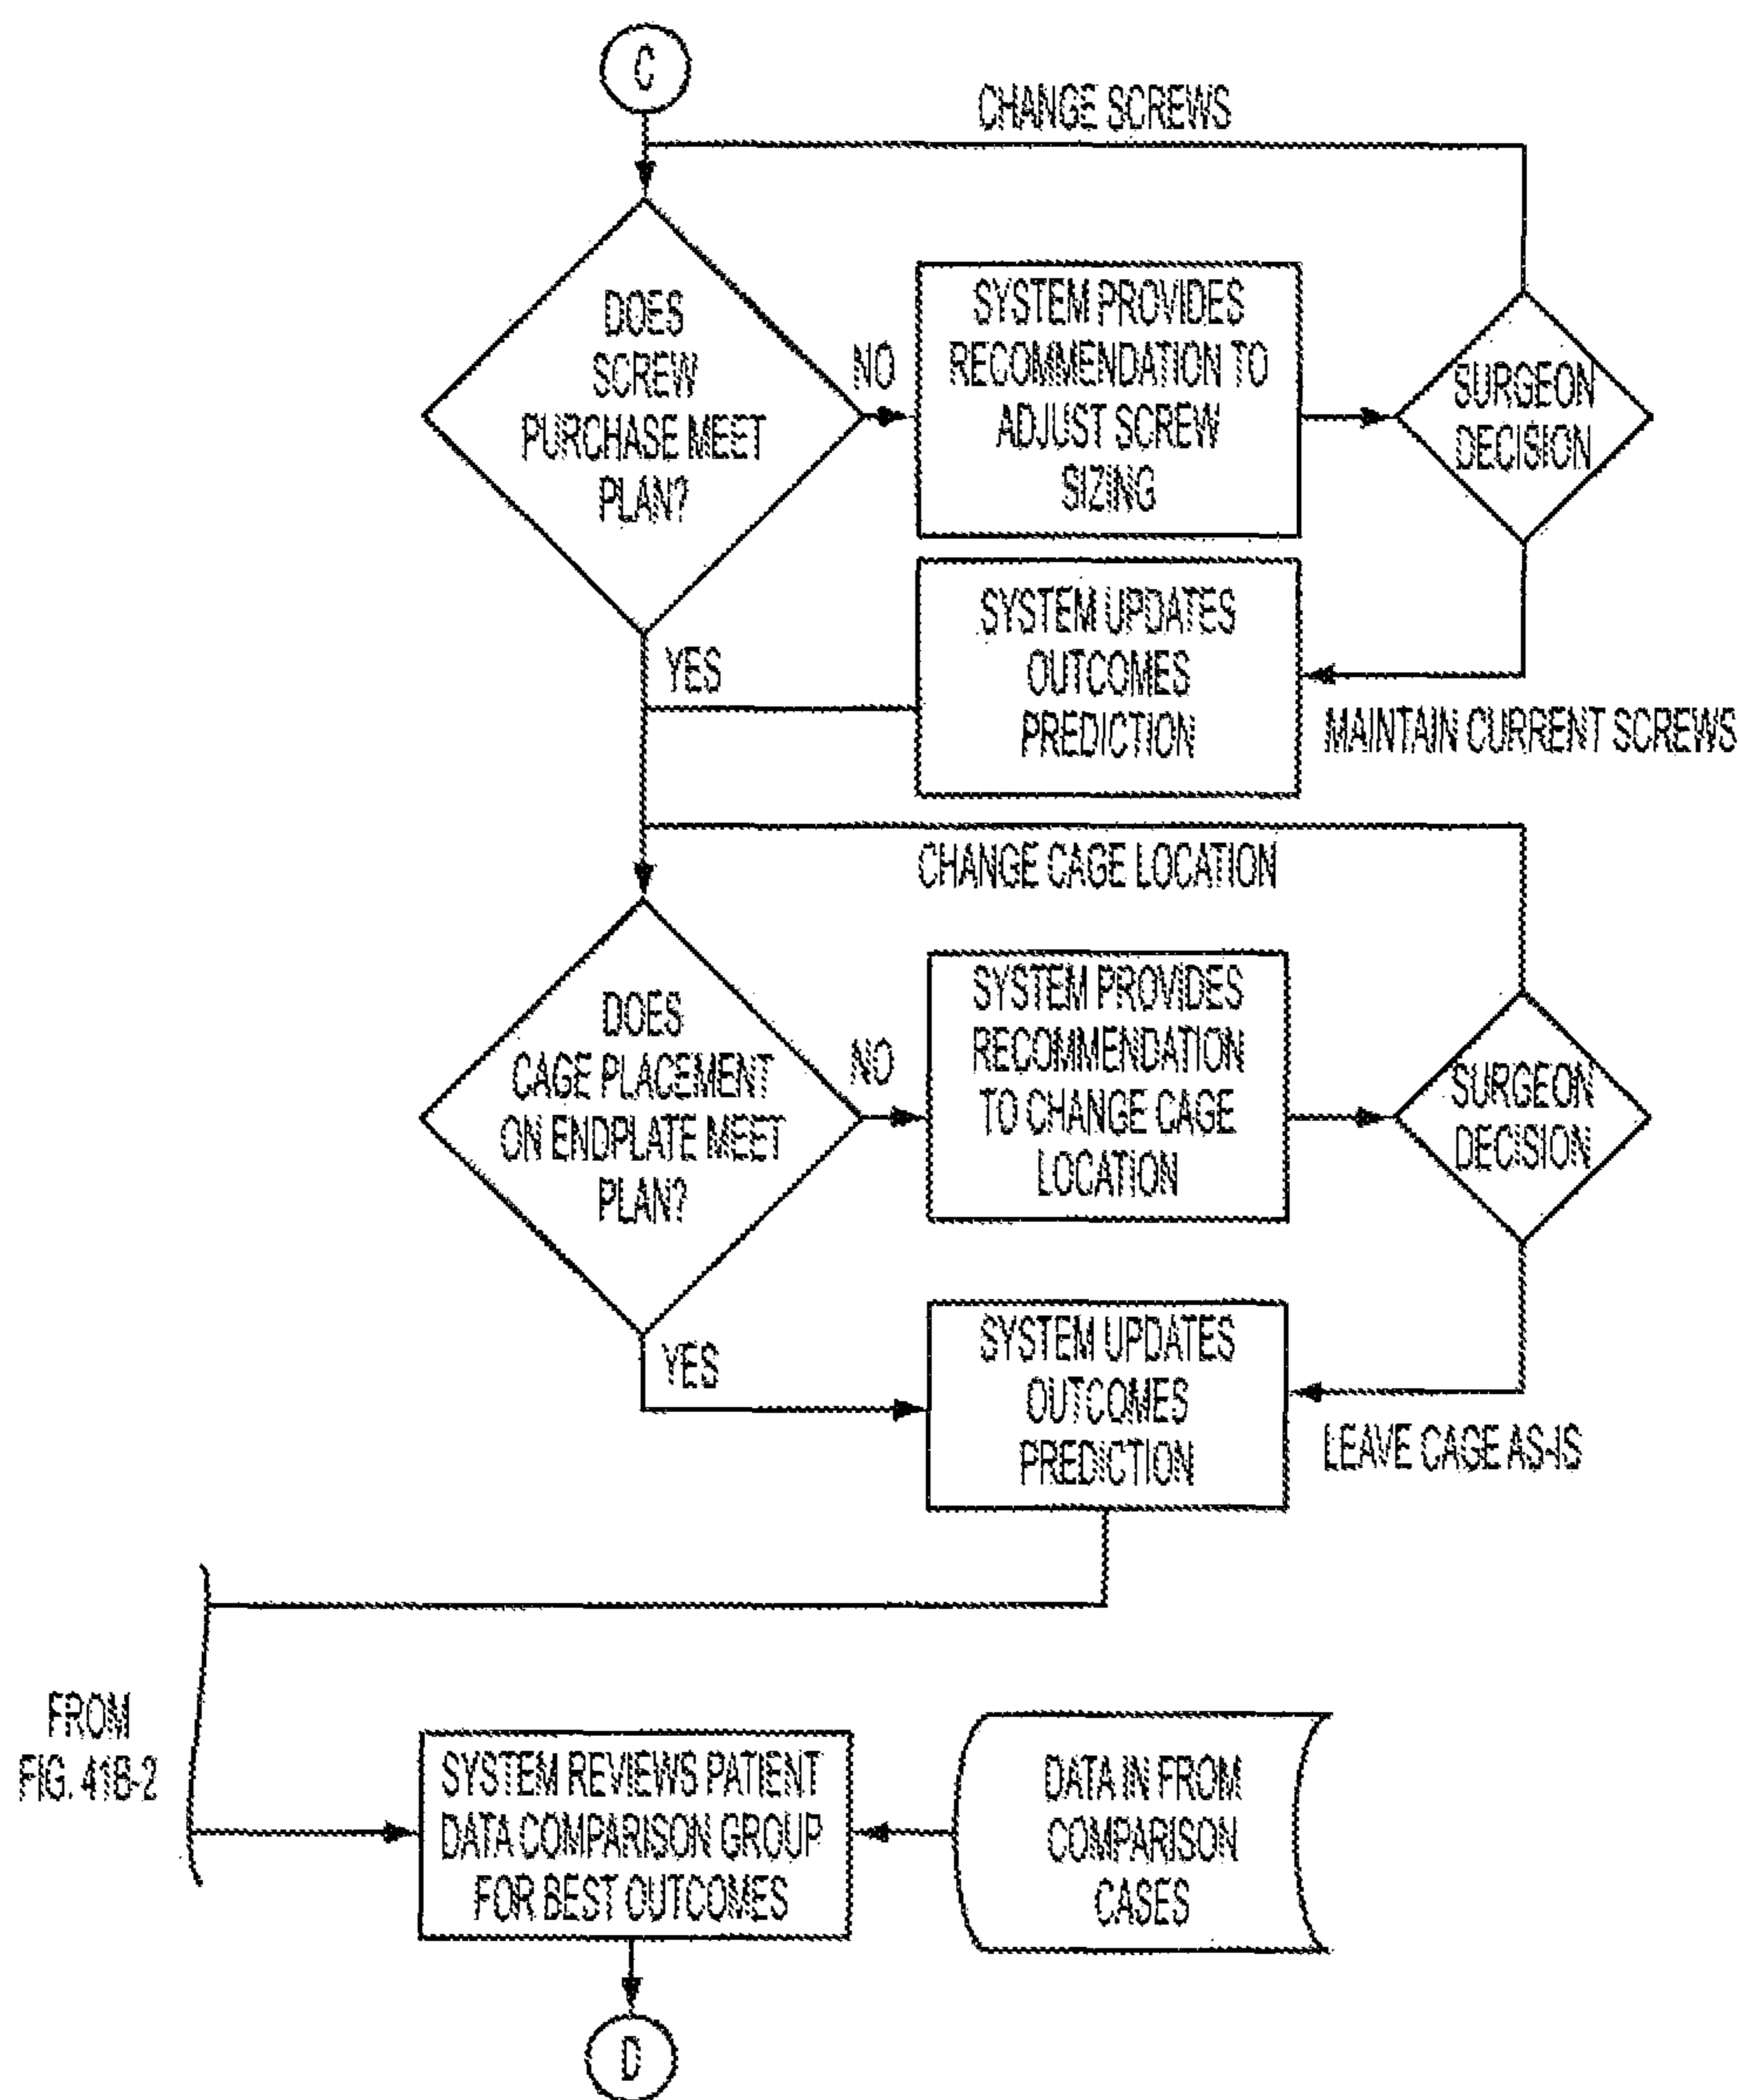 C
CHANGE SCREWS
DOES
SCREW
PURCHASE MEET
PLAN?
NO
SYSTEM PROVIDES
RECOMMENDATION TO
ADJUST SCREW
SIZING
SURGEON
DECISION
YES
SYSTEM UPDATES
OUTCOMES
PREDICTION
MAINTAIN CURRENT SCREWS
CHANGE CAGE LOCATION
DOES
CAGE PLACEMENT
ON ENDPLATE MEET
PLAN?
NO
SYSTEM PROVIDES
RECOMMENDATION
TO CHANGE CAGE
LOCATION
SURGEON
DECISION
YES
SYSTEM UPDATES
OUTCOMES
PREDICTION
LEAVE CAGE AS-IS
FROM
FIG. 41B-2
SYSTEM REVIEWS PATIENT
DATA COMPARISON GROUP
FOR BEST OUTCOMES
DATA IN FROM
COMPARISON
CASES
D